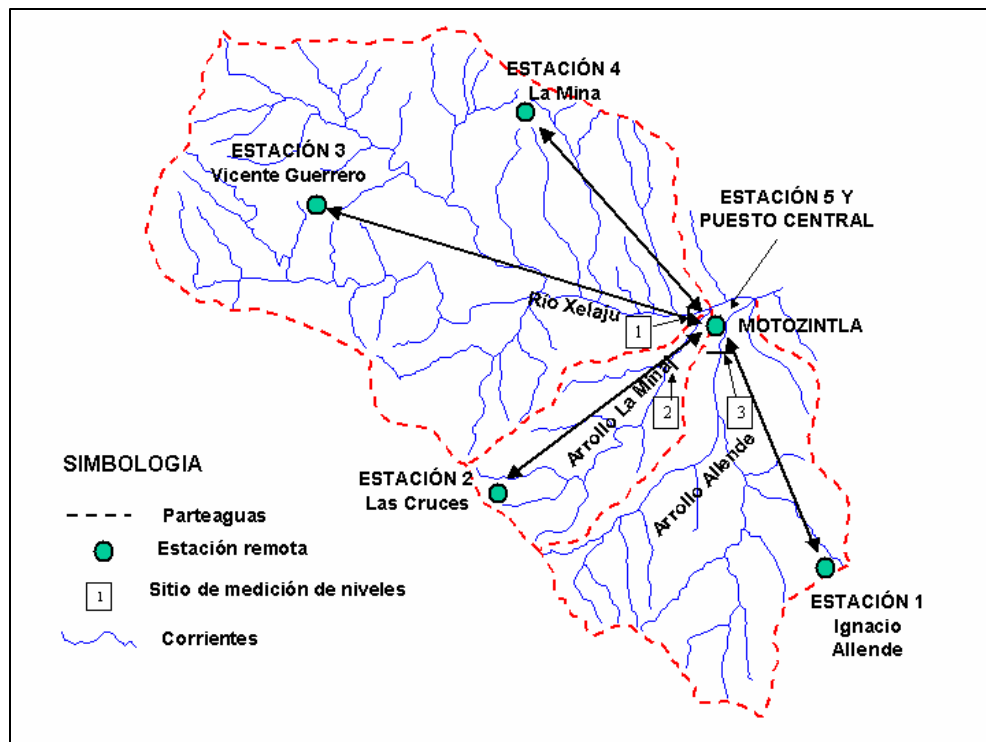 ESTACIÓN 4
La Mina
ESTACIÓN 3
Vicente Guerrero
ESTACIÓN 5 Y
PUESTO CENTRAL
Río Xelaju
1
MOTOZINTLA
Arrollo La Mina
2
3
Arrollo Allende
ESTACIÓN 2
Las Cruces
ESTACIÓN 1
Ignacio
Allende
SIMBOLOGIA
Parteaguas
Estación remota
1
Sitio de medición de niveles
Corrientes